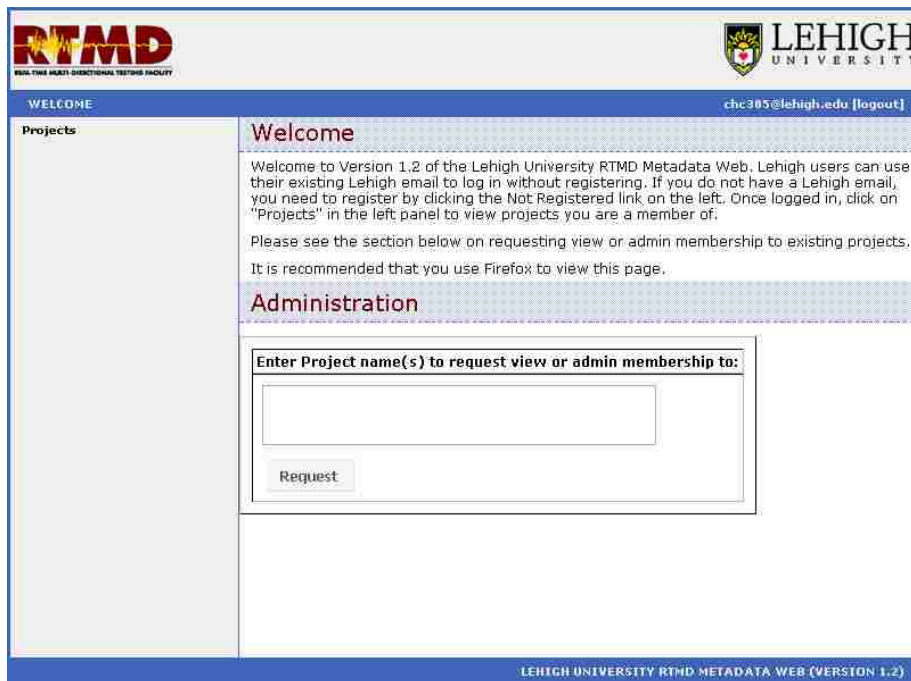 RTMD
REAL-TIME MULTI-DIRECTIONAL TESTING FACILITY
LEHIGH
UNIVERSITY
WELCOME
chc385@lehigh.edu [logout]
Projects
Welcome
Welcome to Version 1.2 of the Lehigh University RTMD Metadata Web. Lehigh users can use
their existing Lehigh email to log in without registering. If you do not have a Lehigh email,
you need to register by clicking the Not Registered link on the left. Once logged in, click on
"Projects" in the left panel to view projects you are a member of.
Please see the section below on requesting view or admin membership to existing projects.
It is recommended that you use Firefox to view this page.
Administration
Enter Project name(s) to request view or admin membership to:
Request
LEHIGH UNIVERSITY RTMD METADATA WEB (VERSION 1.2)